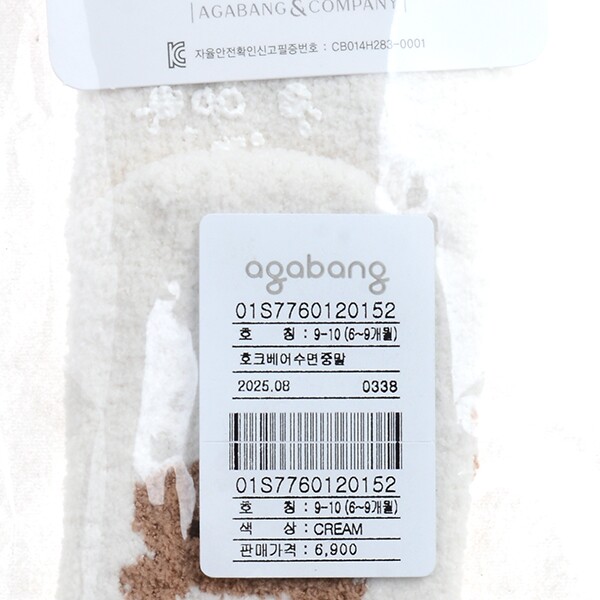 AGABANG&COMPANY
자율안전확인신고필증번호 : CB014H283-0001
agabang
01S7760120152
호 칭 : 9-10 (6~9개월)
호크베어수면중말
2025.08 0338
01S7760120152
호 칭 : 9-10 (6~9개월)
색 상 : CREAM
판매가격 : 6,900